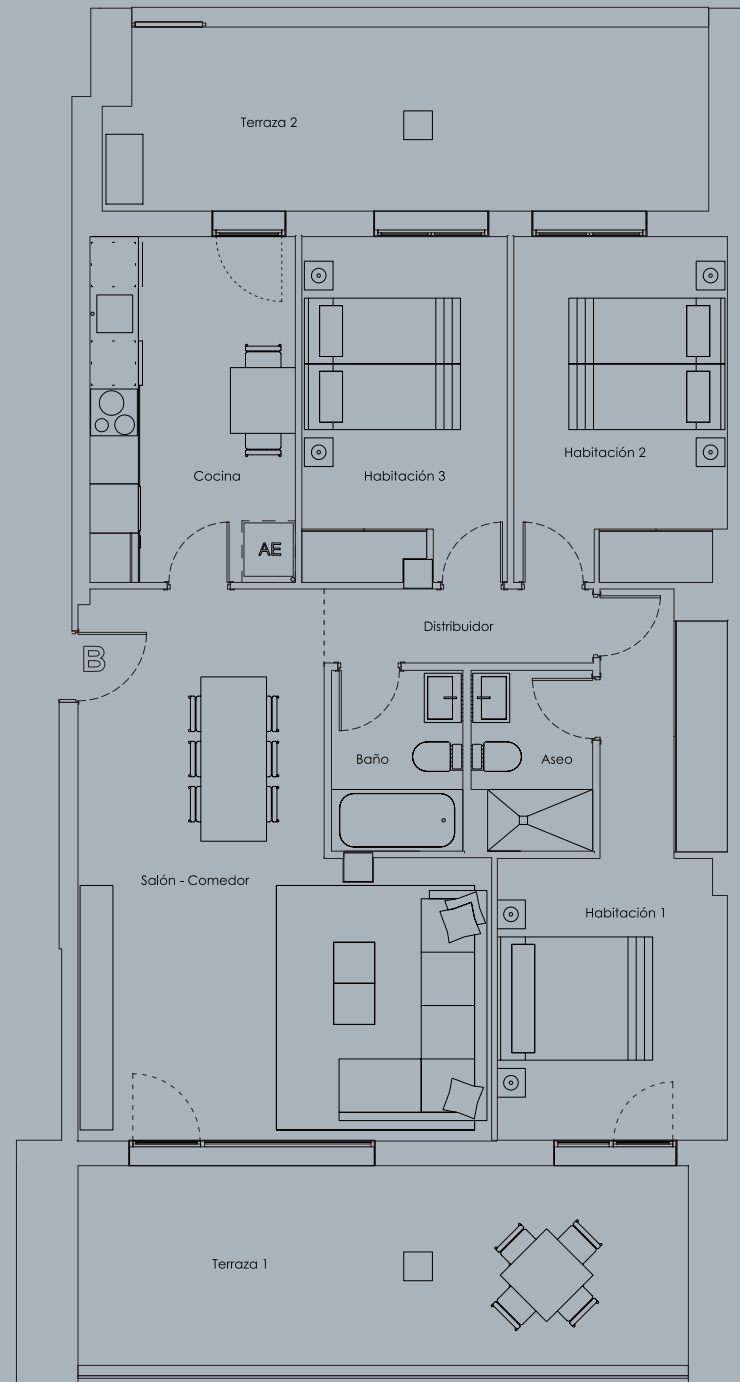 Terraza 2
Cocina
Habitación 3
Habitación 2
AE
Distribuidor
B
Baño
Aseo
Salón - Comedor
Habitación 1
Terraza 1